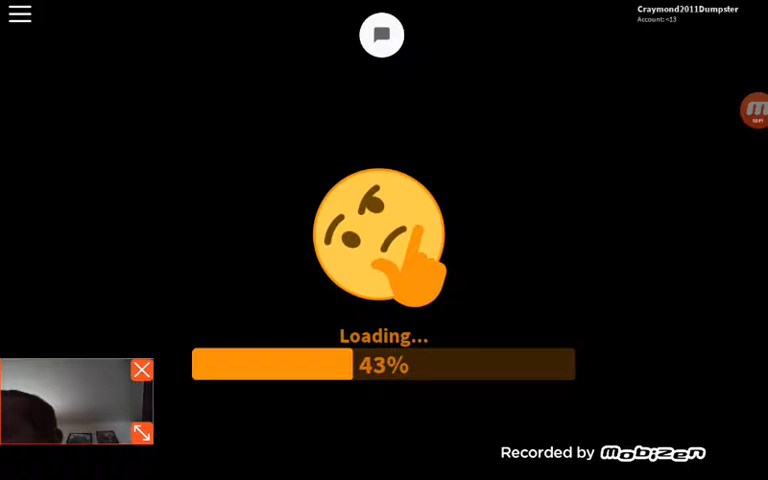 Craymond2011Dumpster
Account: <13
Loading...
43%
Recorded by Mobizen